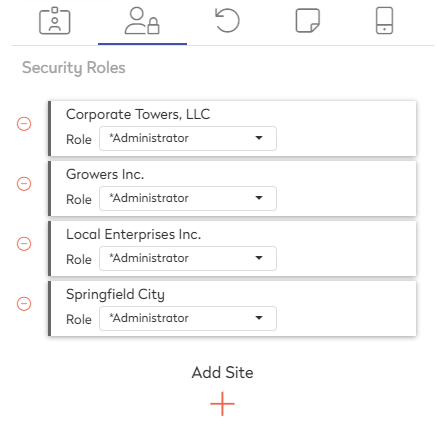 Security Roles
Corporate Towers, LLC
Role *Administrator
Growers Inc.
Role *Administrator
Local Enterprises Inc.
Role *Administrator
Springfield City
Role *Administrator
Add Site